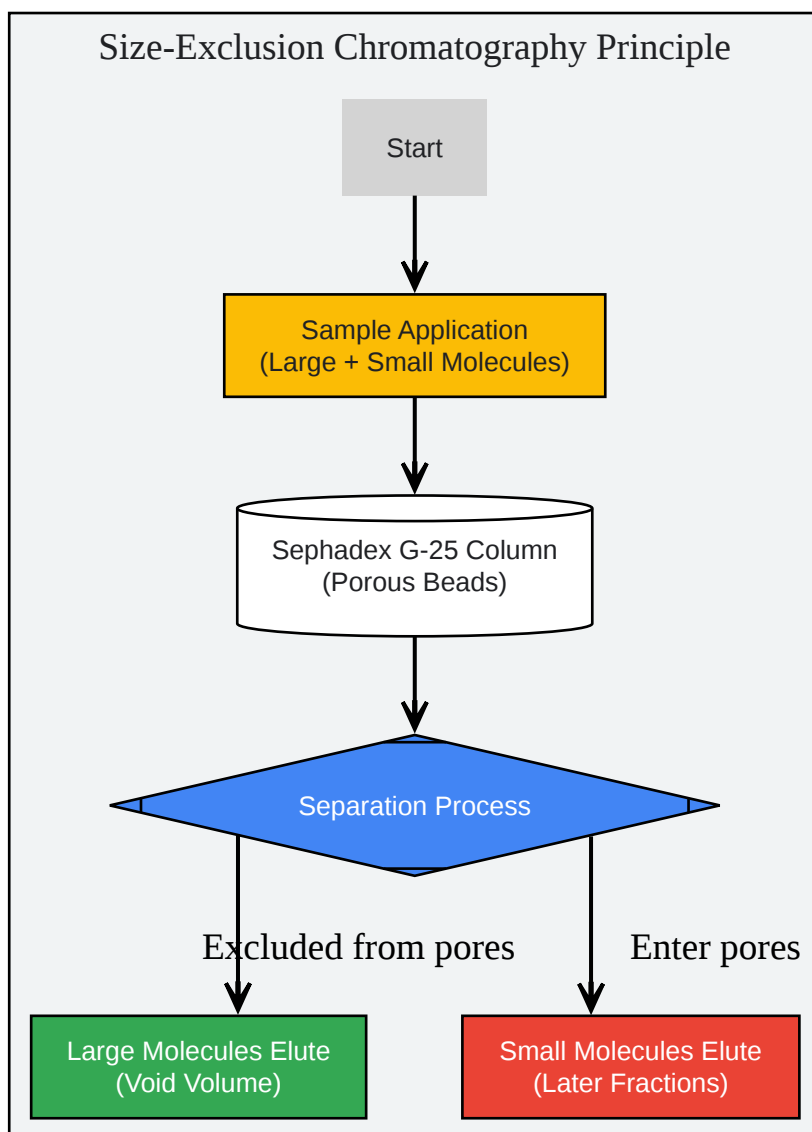 Size-Exclusion Chromatography Principle
Start
Sample Application
(Large + Small Molecules)
Sephadex G-25 Column
(Porous Beads)
Separation Process
Excluded from pores
Enter pores
Large Molecules Elute
(Void Volume)
Small Molecules Elute
(Later Fractions)